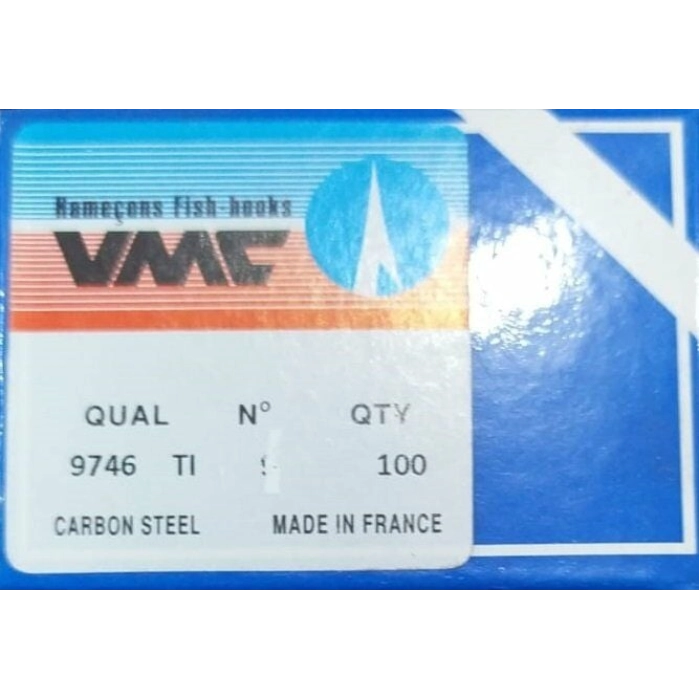 Hameçons fish hooks
VMC
QUAL N° QTY
9746 TI 100
CARBON STEEL MADE IN FRANCE